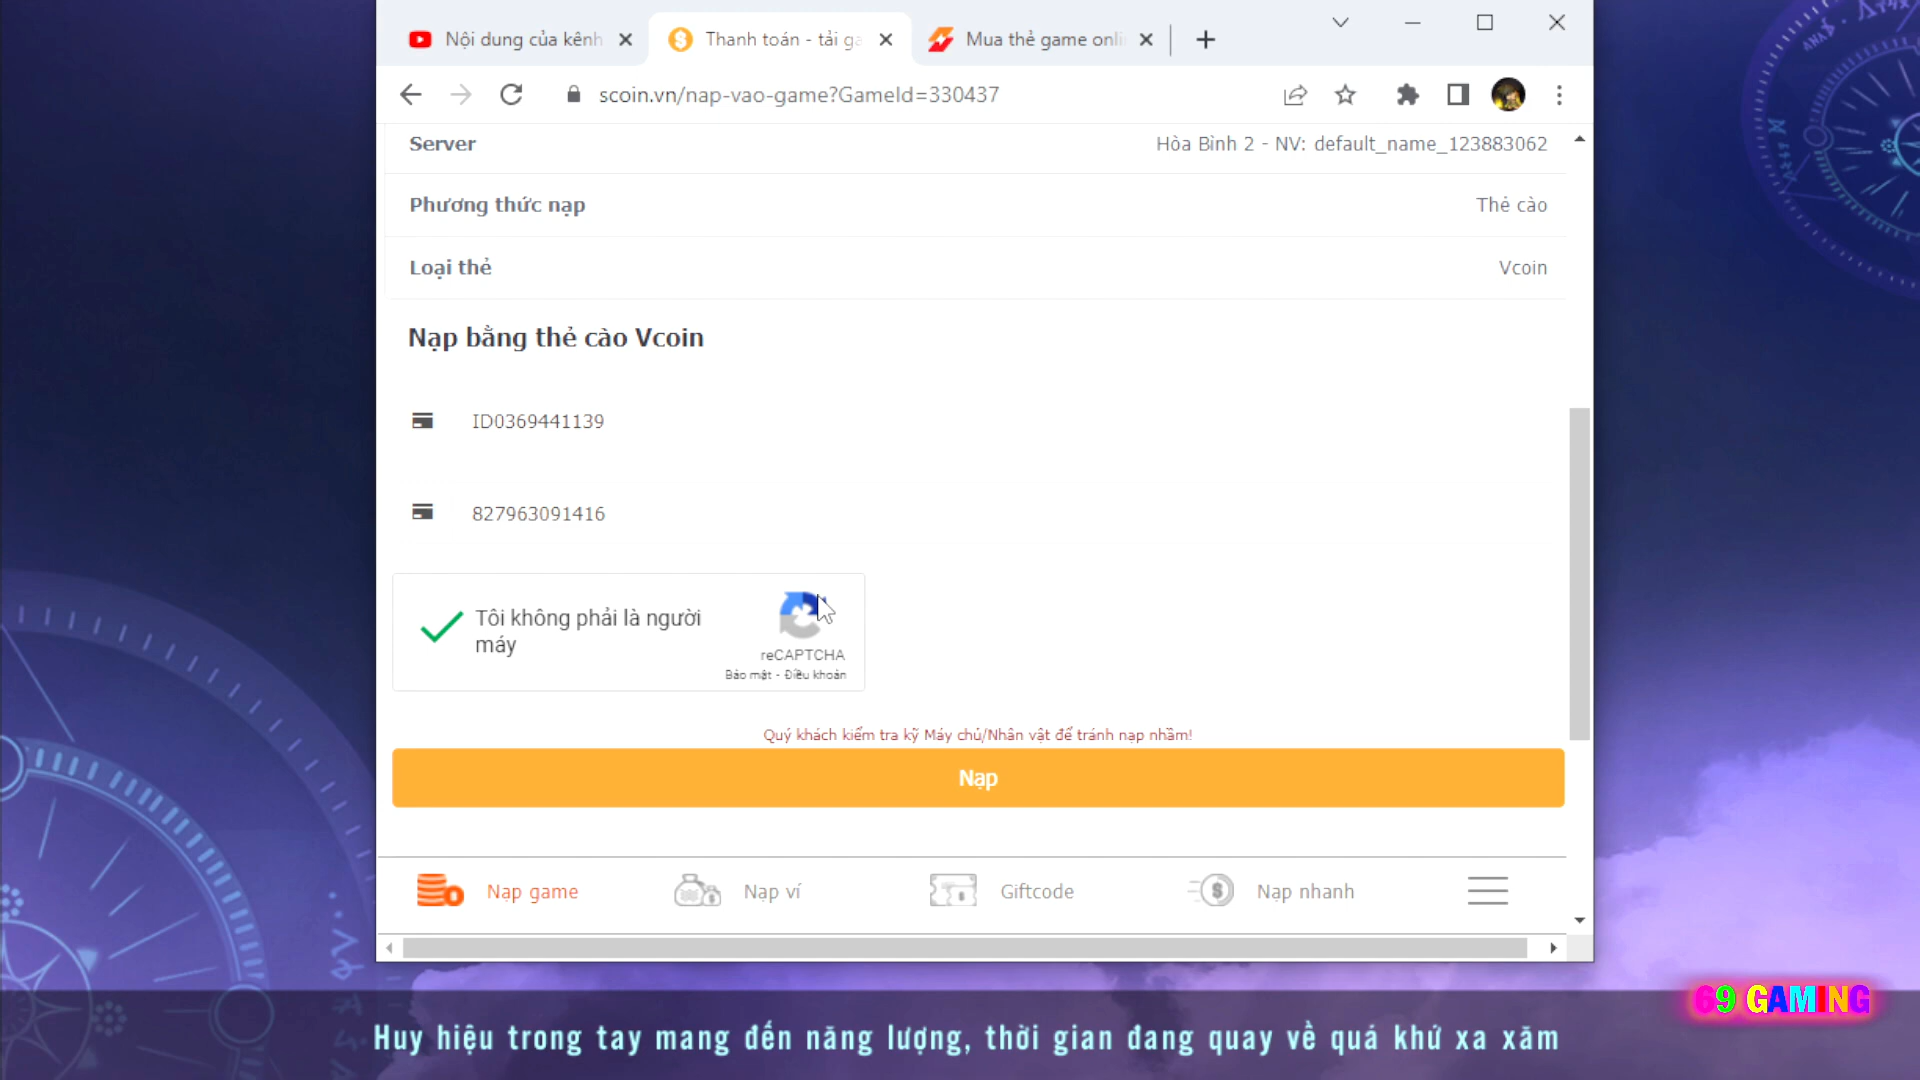 Nội dung của kênh
Thanh toán - tải ga
Mua thẻ game onli
scoin.vn/nap-vao-game?GameId=330437
Server
Hòa Bình 2 - NV: default_name_123883062
Phương thức nạp
Thẻ cào
Loại thẻ
Vcoin
Nạp bằng thẻ cào Vcoin
ID0369441139
827963091416
Tôi không phải là người
máy
reCAPTCHA
Bảo mật - Điều khoản
Quý khách kiểm tra kỹ Máy chủ/Nhân vật để tránh nạp nhầm!
Nạp
Nạp game
Nạp ví
Giftcode
Nạp nhanh
69 GAMING
Huy hiệu trong tay mang đến năng lượng, thời gian đang quay về quá khứ xa xăm